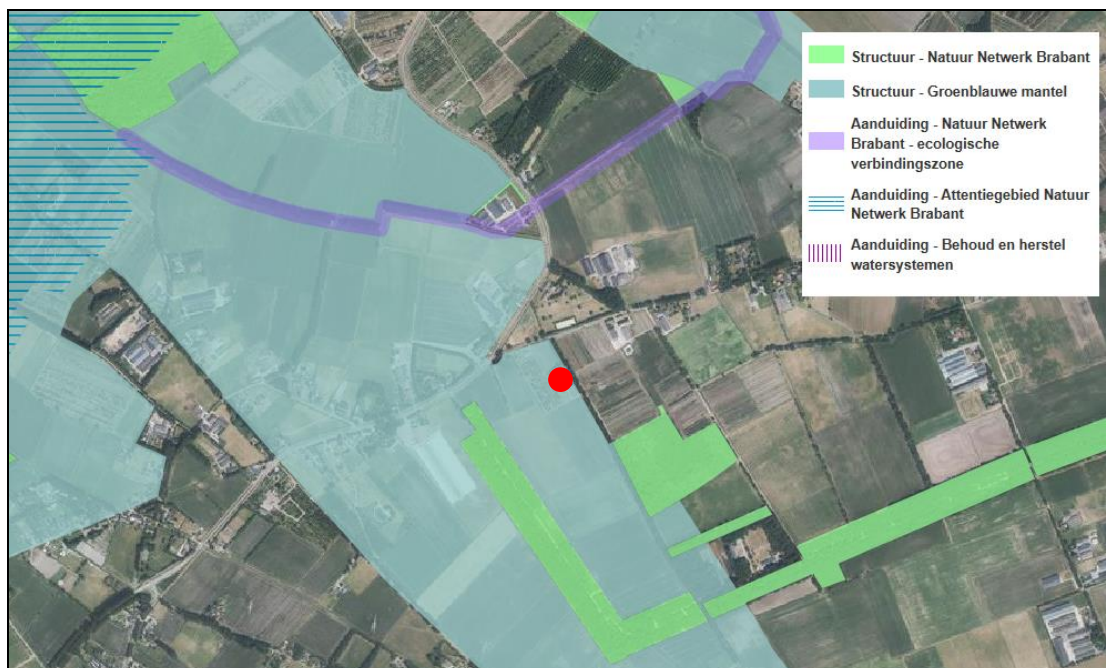 Structuur - Natuur Netwerk Brabant
Structuur - Groenblauwe mantel
Aanduiding - Natuur Netwerk
Brabant - ecologische
verbindingszone
Aanduiding - Attentiegebied Natuur
Netwerk Brabant
Aanduiding - Behoud en herstel
watersystemen